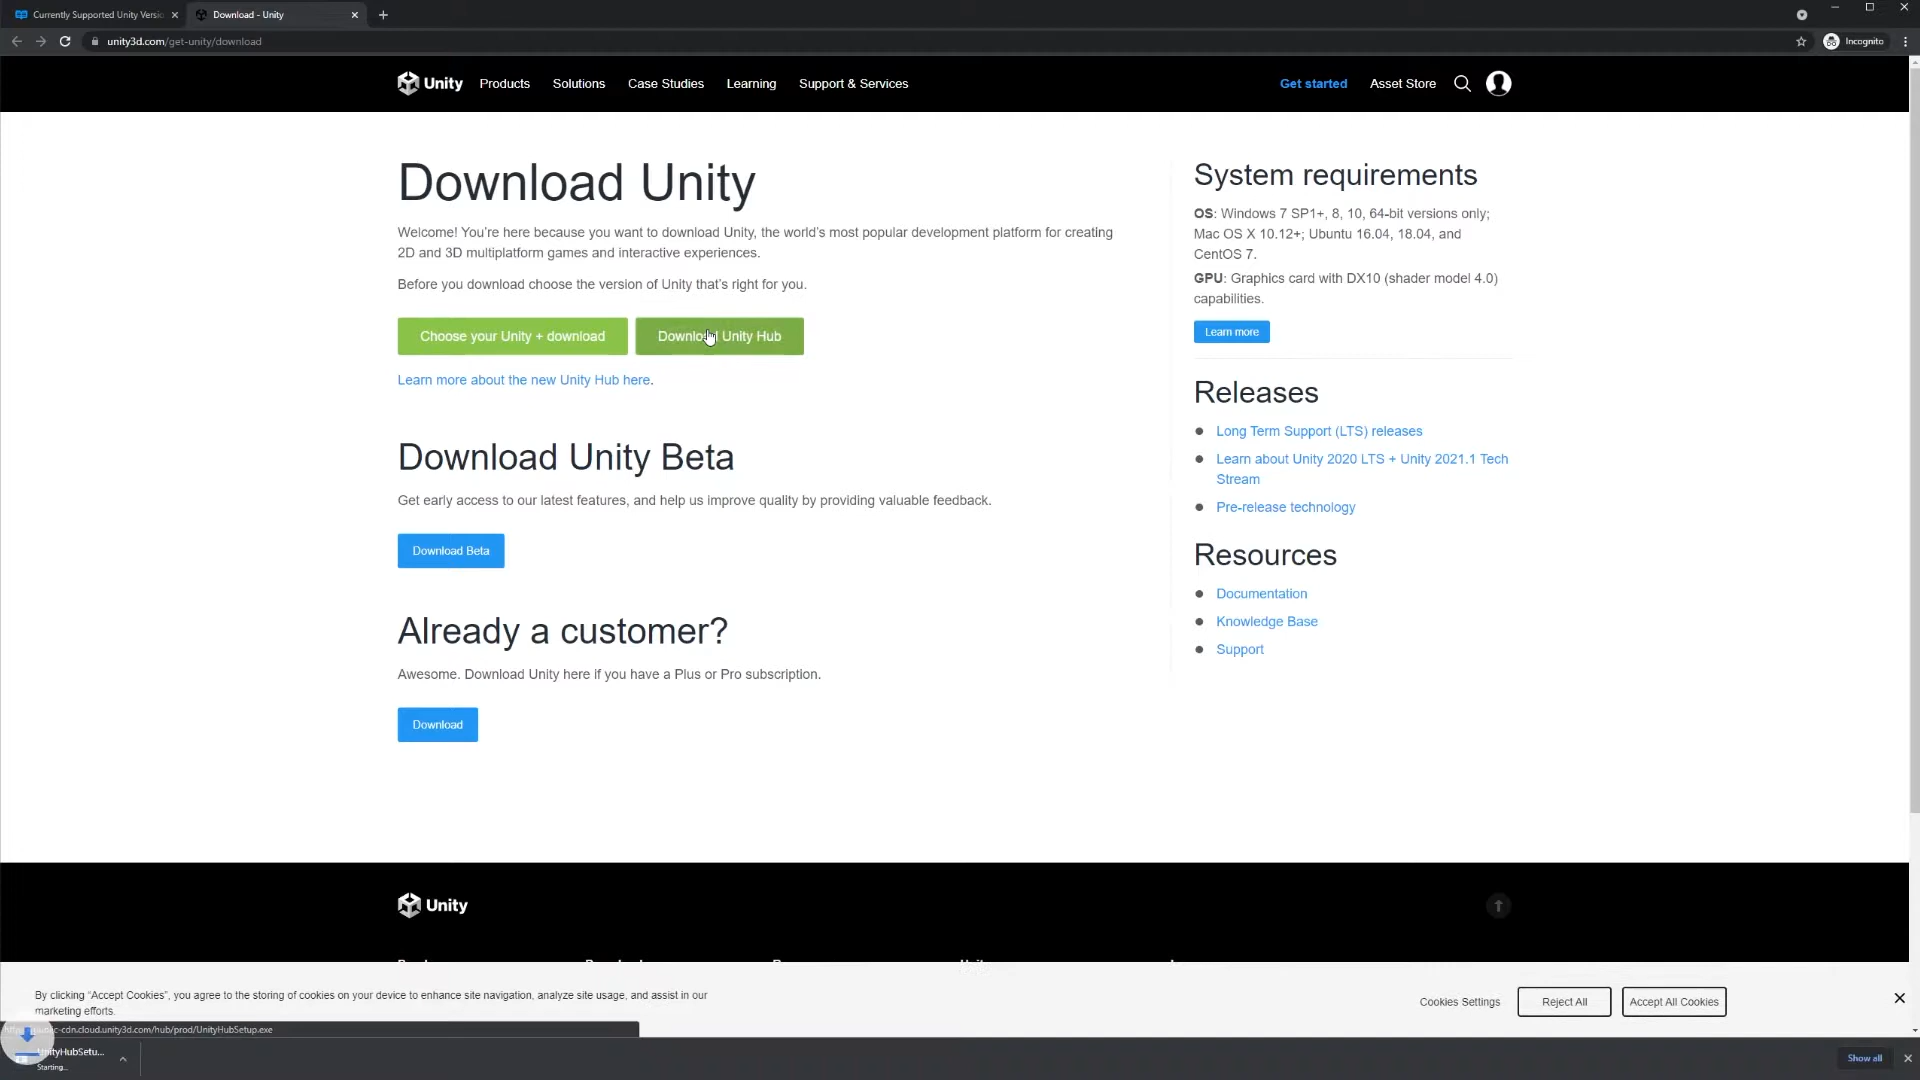 Currently Supported Unity Versio
Download - Unity
unity3d.com/get-unity/download
Incognito
Unity
Products
Solutions
Case Studies
Learning
Support & Services
Get started
Asset Store
Download Unity
Welcome! You're here because you want to download Unity, the world's most popular development platform for creating
2D and 3D multiplatform games and interactive experiences.
Before you download choose the version of Unity that's right for you.
Choose your Unity + download
Download Unity Hub
Learn more about the new Unity Hub here.
Download Unity Beta
Get early access to our latest features, and help us improve quality by providing valuable feedback.
Download Beta
Already a customer?
Awesome. Download Unity here if you have a Plus or Pro subscription.
Download
System requirements
OS: Windows 7 SP1+, 8, 10, 64-bit versions only;
Mac OS X 10.12+; Ubuntu 16.04, 18.04, and
CentOS 7.
GPU: Graphics card with DX10 (shader model 4.0)
capabilities.
Learn more
Releases
Long Term Support (LTS) releases
Learn about Unity 2020 LTS + Unity 2021.1 Tech
Stream
Pre-release technology
Resources
Documentation
Knowledge Base
Support
Unity
By clicking “Accept Cookies”, you agree to the storing of cookies on your device to enhance site navigation, analyze site usage, and assist in our
marketing efforts.
Cookies Settings
Reject All
Accept All Cookies
c-cdn.cloud.unity3d.com/hub/prod/UnityHubSetup.exe
UnityHubSetu...
Starting...
Show all